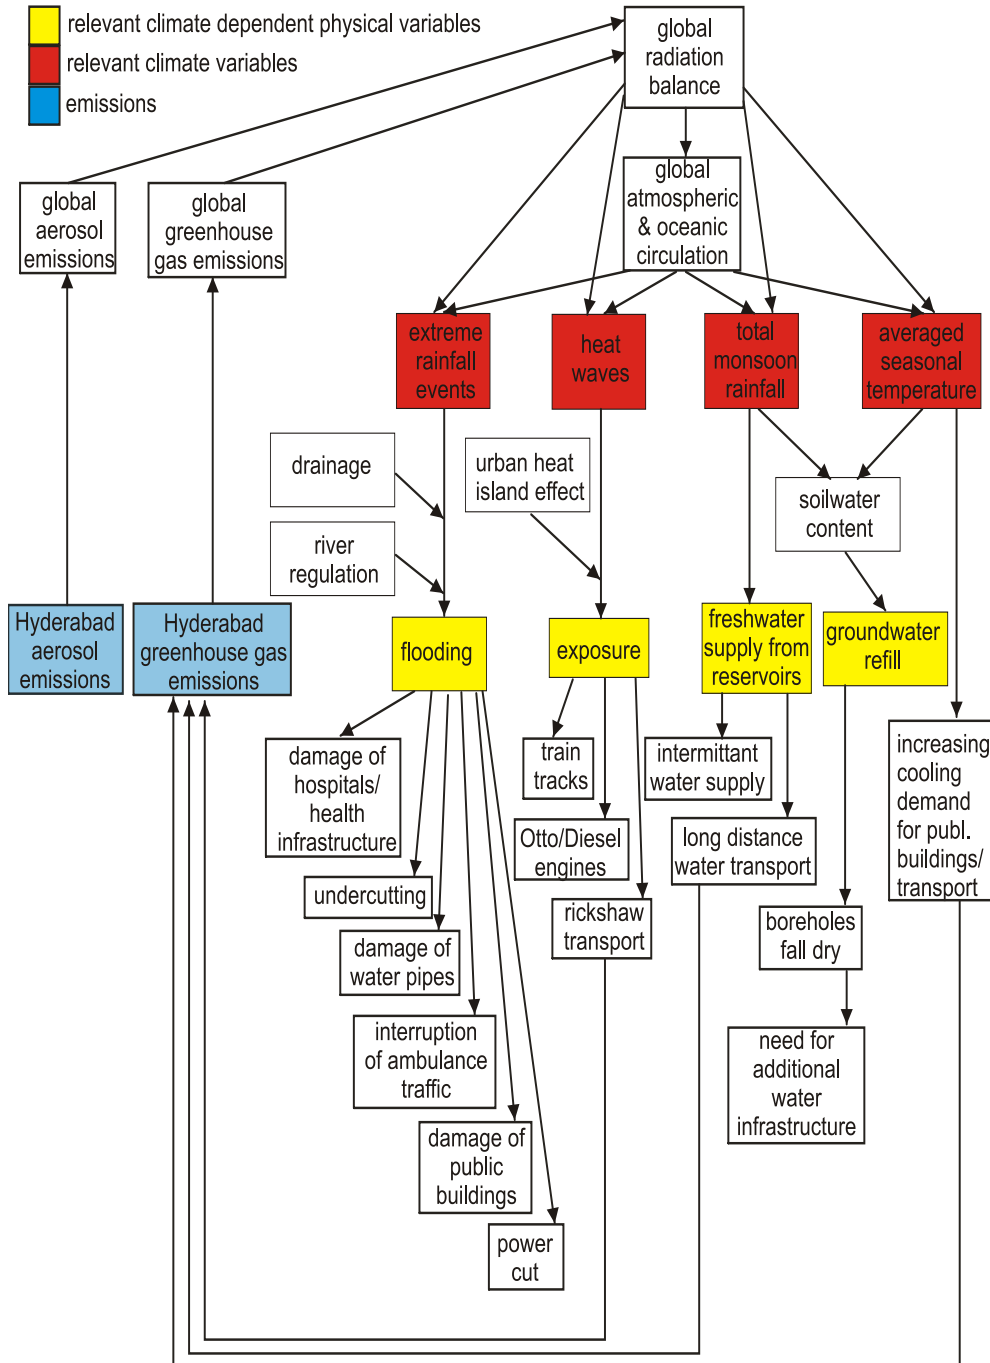 relevant climate dependent physical variables
relevant climate variables
emissions
global
radiation
balance
global
aerosol
emissions
global
greenhouse
gas emissions
global
atmospheric
& oceanic
circulation
extreme
rainfall
events
heat
waves
total
monsoon
rainfall
averaged
seasonal
temperature
drainage
urban heat
island effect
soilwater
content
river
regulation
Hyderabad
aerosol
emissions
Hyderabad
greenhouse gas
emissions
flooding
exposure
freshwater
supply from
reservoirs
groundwater
refill
damage of
hospitals/
health
infrastructure
train
tracks
intermittant
water supply
increasing
cooling
demand
for publ.
buildings/
transport
Otto/Diesel
engines
long distance
water transport
undercutting
rickshaw
transport
boreholes
fall dry
damage of
water pipes
interruption
of ambulance
traffic
need for
additional
water
infrastructure
damage of
public
buildings
power
cut